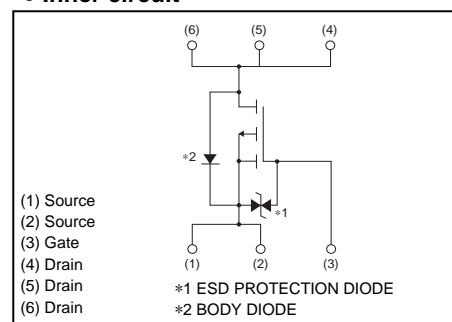 Inner circuit
(6) (5) (4)
*2
*1
(1) Source
(2) Source
(3) Gate
(4) Drain
(5) Drain
(6) Drain
(1) (2) (3)
*1 ESD PROTECTION DIODE
*2 BODY DIODE